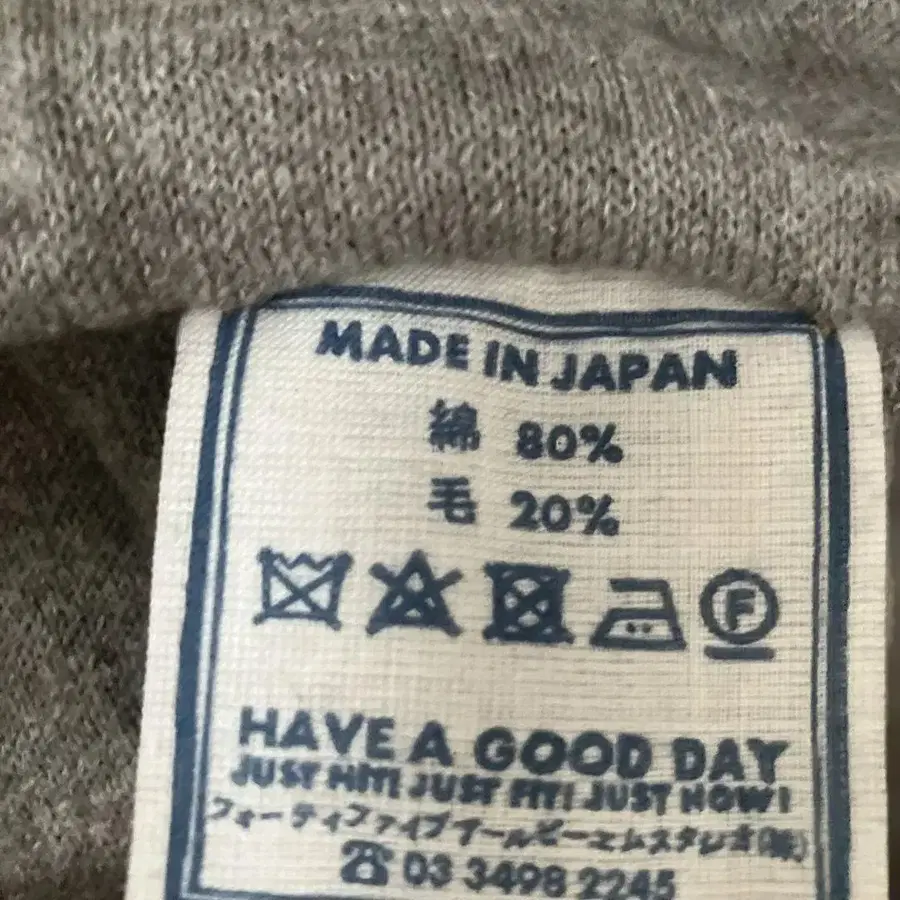 MADE IN JAPAN
綿 80%
毛 20%
F
HAVE A GOOD DAY
JUST HIT! JUST FIT! JUST NOW!
フォーティファイブアールピーエムスタジオ(株)
☎ 03 3498 2245